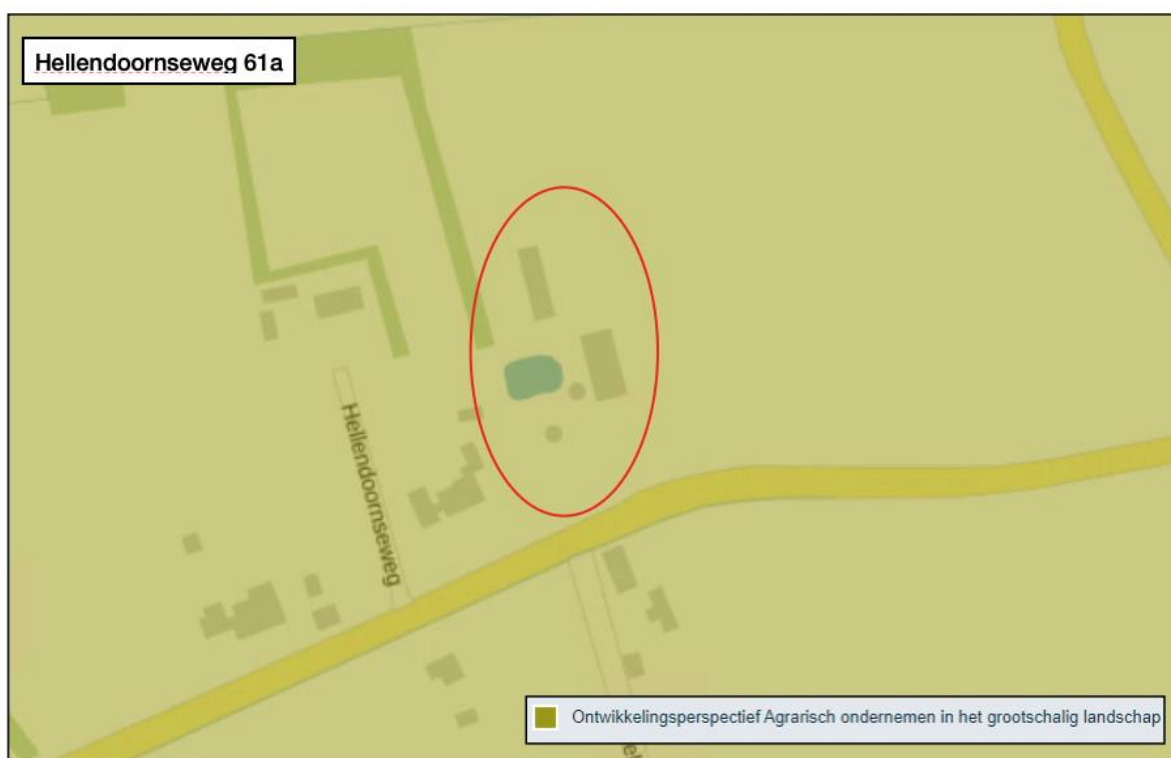 Hellendoornseweg 61a
Hellendoornseweg
Ontwikkelingsperspectief Agrarisch ondernemen in het grootschalig landschap